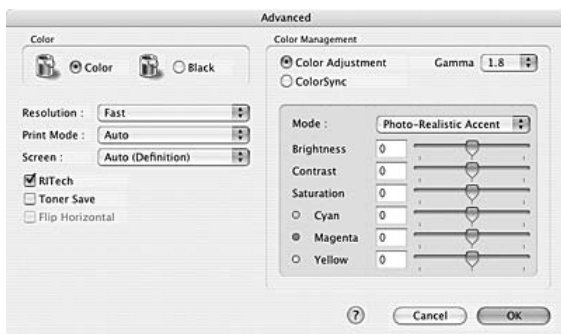 Advanced
Color
Color
Black
Resolution : Fast
Print Mode : Auto
Screen : Auto (Definition)
RITech
Toner Save
Flip Horizontal
Color Management
Color Adjustment Gamma 1.8
ColorSync
Mode : Photo-Realistic Accent
Brightness 0
Contrast 0
Saturation 0
Cyan 0
Magenta 0
Yellow 0
? Cancel OK